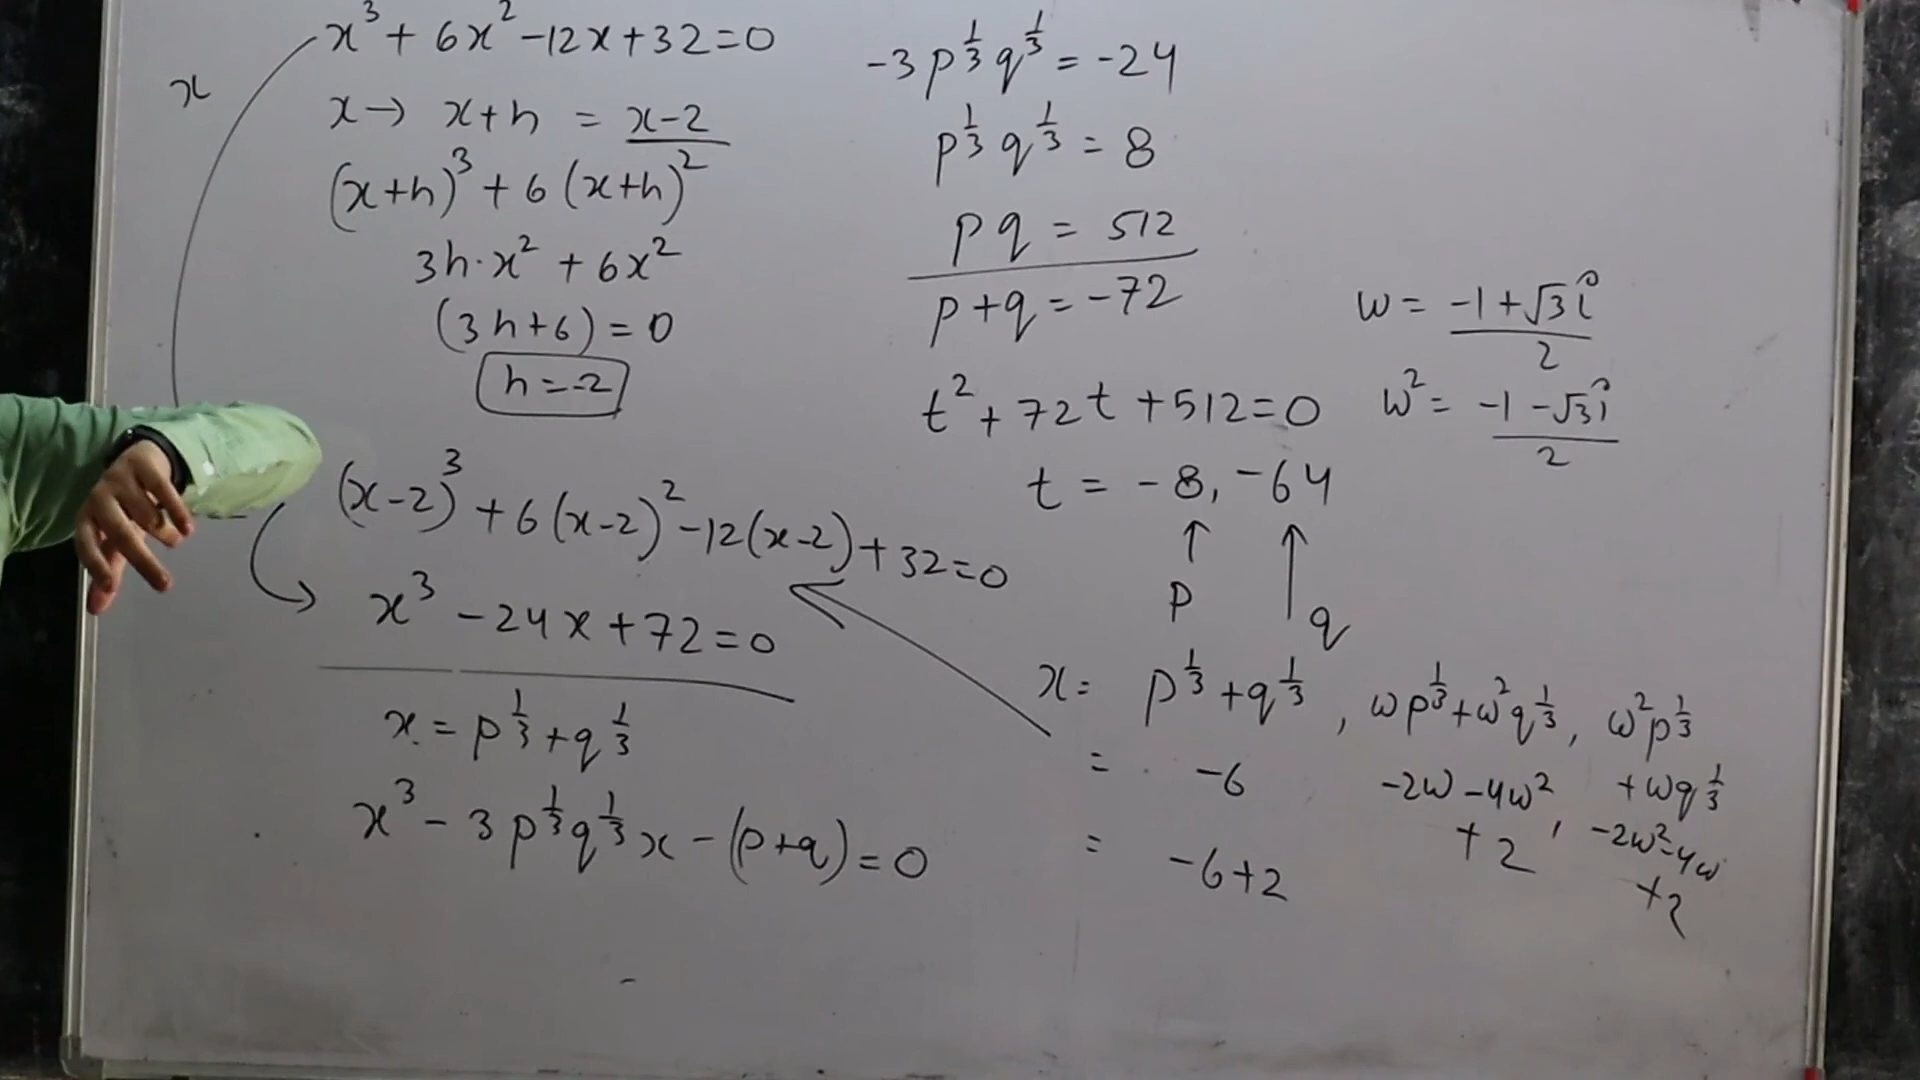 x³ + 6x² -12x+32=0
x
x → x+h = x-2
(x+h)³ + 6(x+h)²
3h·x² + 6x²
(3h+6)=0
h=-2
(x-2)³ + 6(x-2)² -12(x-2)+32=0
x³ -24x+72=0
x = p^{1/3}+q^{1/3}
x³ - 3p^{1/3}q^{1/3}x - (p+q)=0
-3p^{1/3}q^{1/3} = -24
p^{1/3}q^{1/3} = 8
pq = 512
p+q = -72
t²+72t+512=0
t = -8, -64
p q
ω = (-1+√3i)/2
ω² = (-1-√3i)/2
x = p^{1/3}+q^{1/3}, ωp^{1/3}+ω²q^{1/3}, ω²p^{1/3}
+ωq^{1/3}
= -6 -2ω-4ω²,
-2ω²-4ω
= -6+2 +2 +2